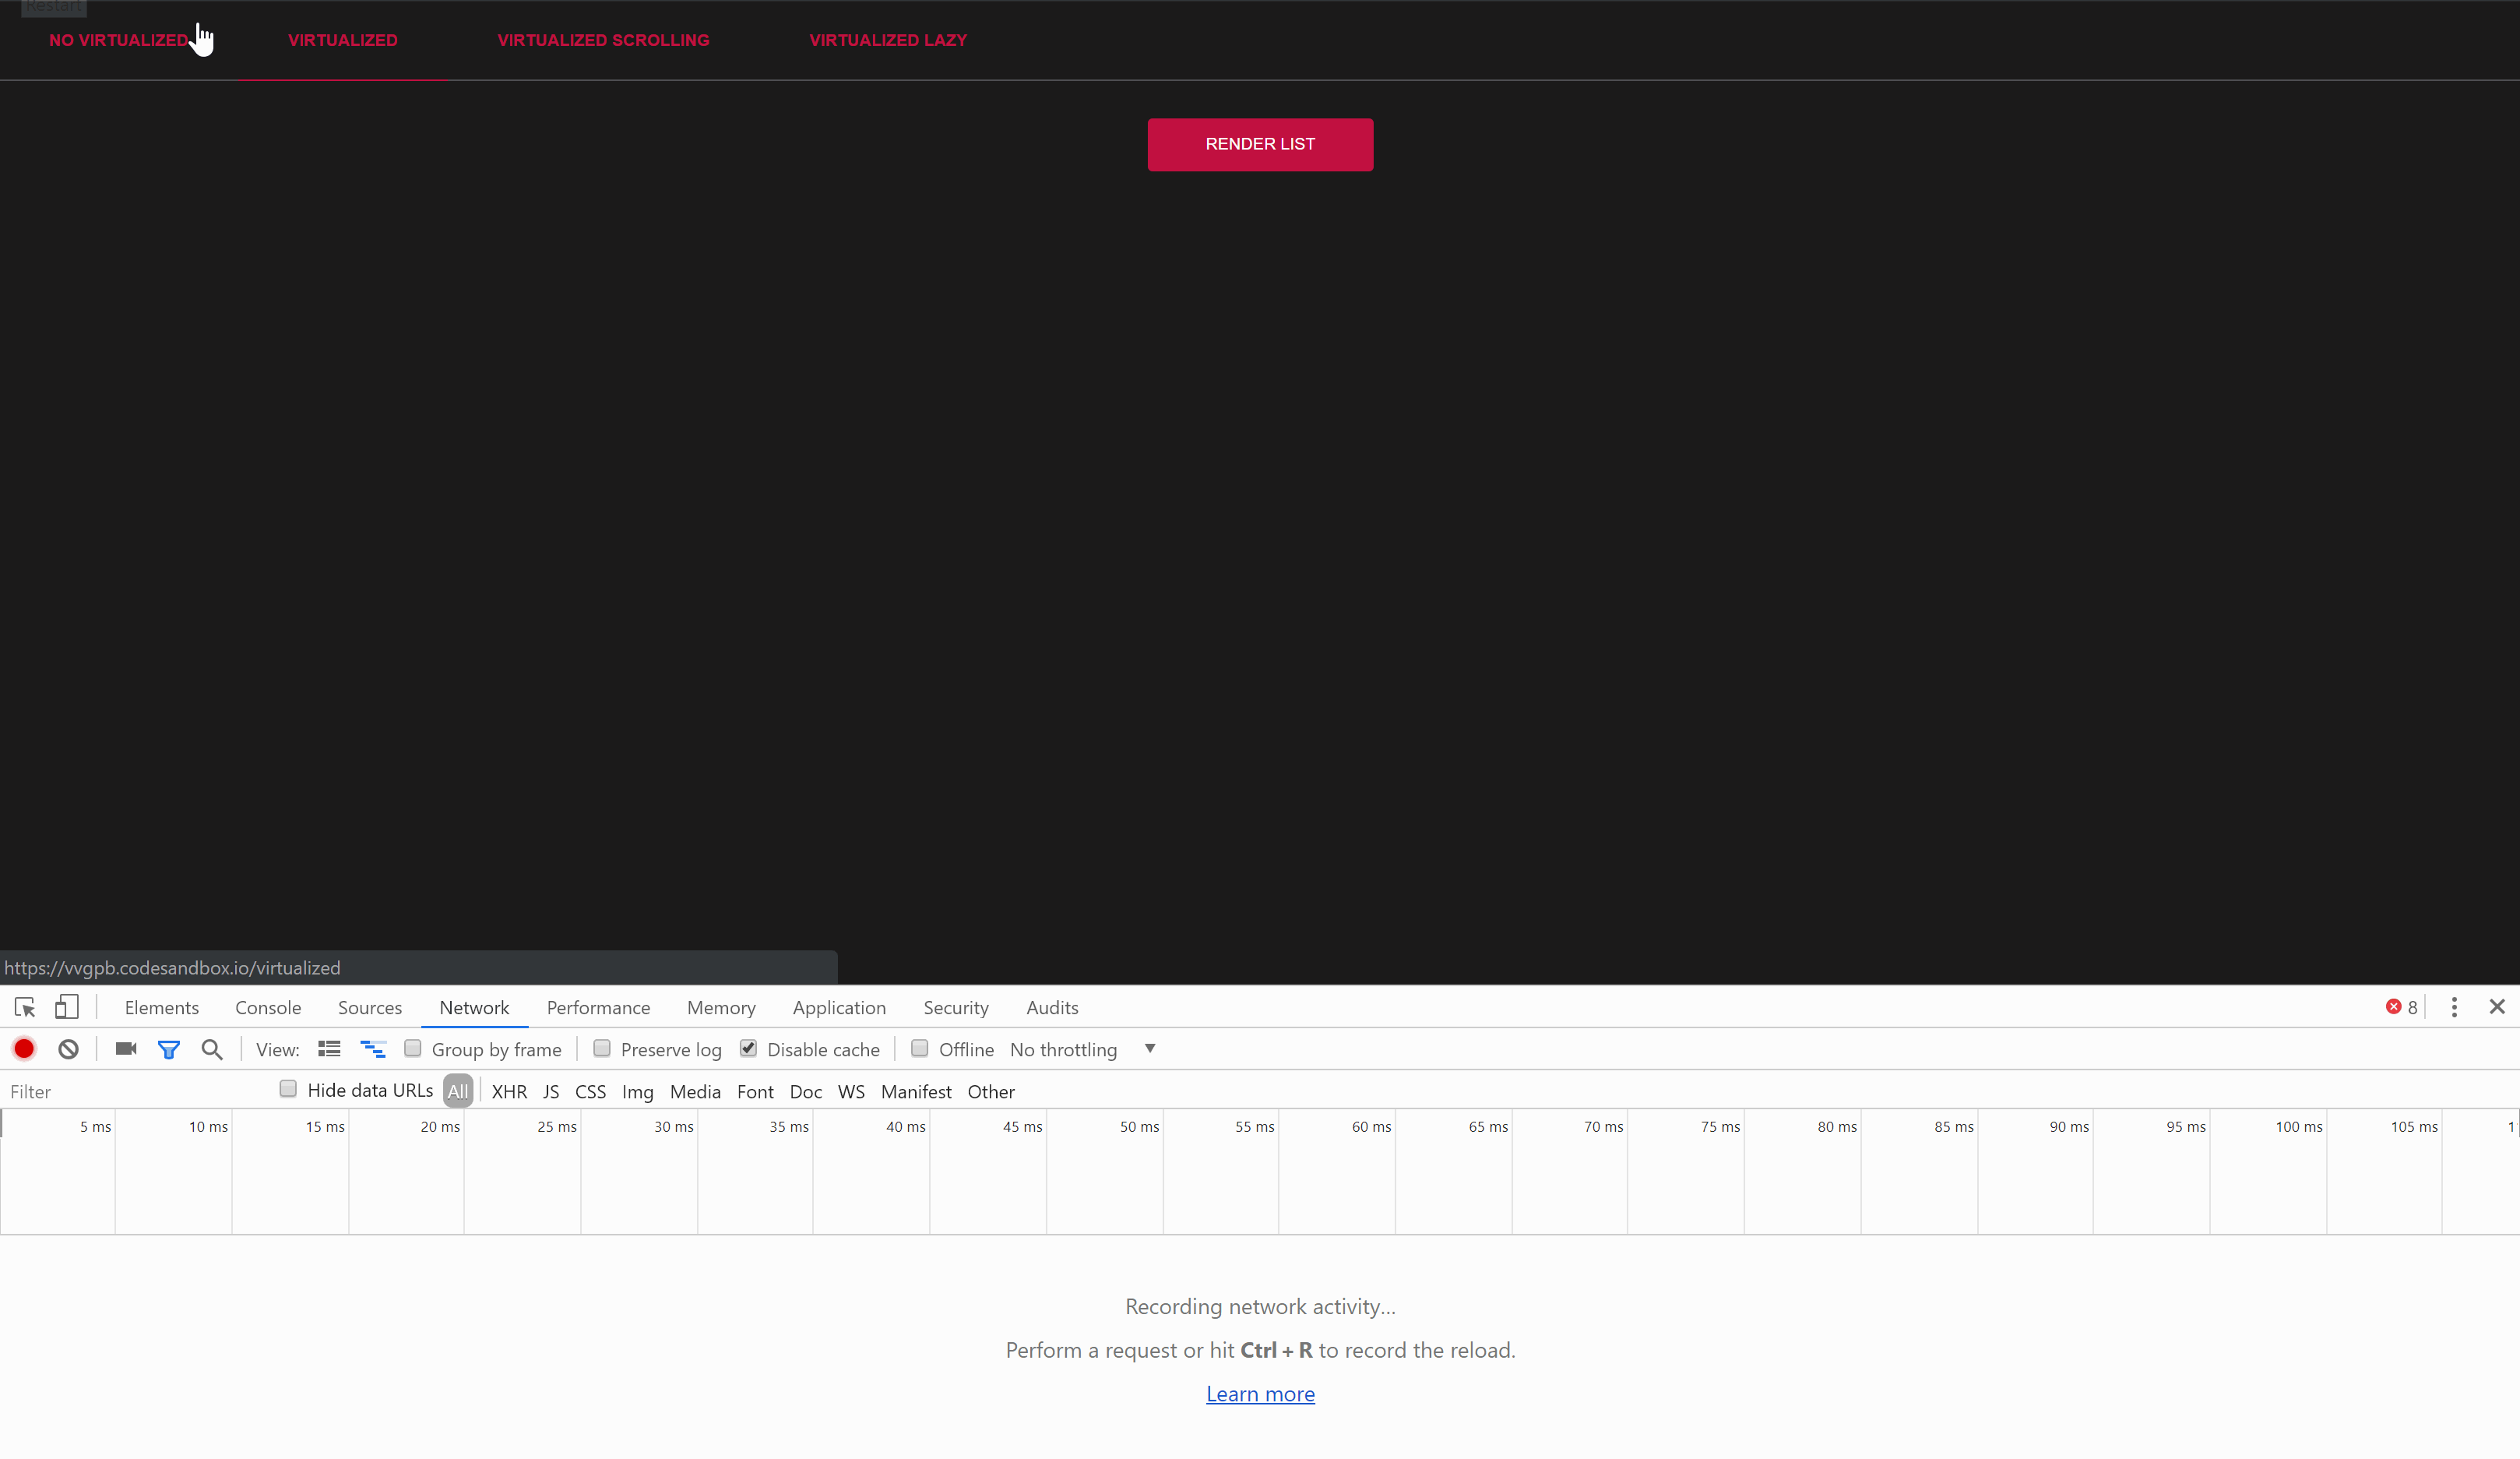 Restart
NO VIRTUALIZED VIRTUALIZED VIRTUALIZED SCROLLING VIRTUALIZED LAZY
RENDER LIST
https://vvgpb.codesandbox.io/virtualized
Elements Console Sources Network Performance Memory Application Security Audits 8
View: Group by frame Preserve log Disable cache Offline No throttling
Filter Hide data URLs All XHR JS CSS Img Media Font Doc WS Manifest Other
5 ms 10 ms 15 ms 20 ms 25 ms 30 ms 35 ms 40 ms 45 ms 50 ms 55 ms 60 ms 65 ms 70 ms 75 ms 80 ms 85 ms 90 ms 95 ms 100 ms 105 ms 1
Recording network activity...
Perform a request or hit Ctrl + R to record the reload.
Learn more